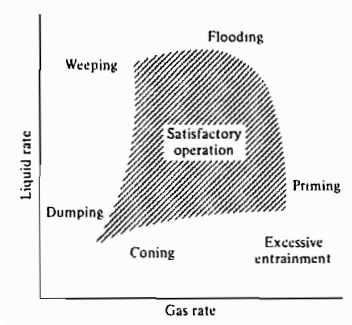 Flooding
Weeping
Satisfactory
operation
Liquid rate
Priming
Dumping
Coning
Excessive
entrainment
Gas rate